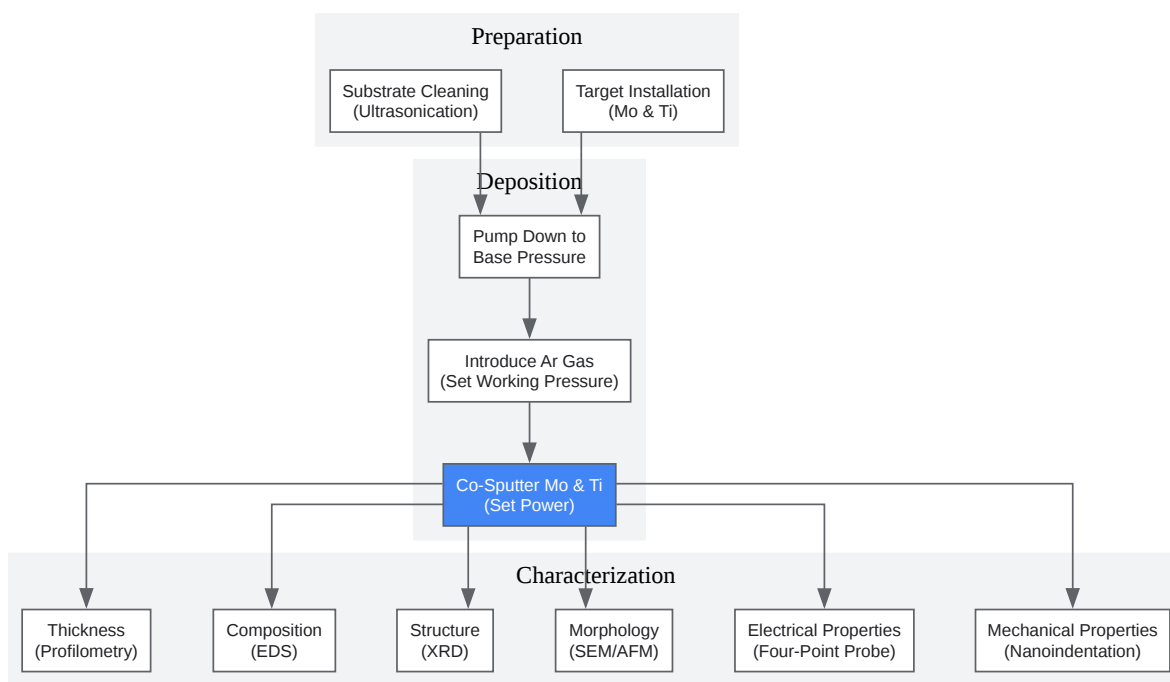 Preparation
Substrate Cleaning
(Ultrasonication)
Target Installation
(Mo & Ti)
Deposition
Pump Down to
Base Pressure
Introduce Ar Gas
(Set Working Pressure)
Co-Sputter Mo & Ti
(Set Power)
Characterization
Thickness
(Profilometry)
Composition
(EDS)
Structure
(XRD)
Morphology
(SEM/AFM)
Electrical Properties
(Four-Point Probe)
Mechanical Properties
(Nanoindentation)